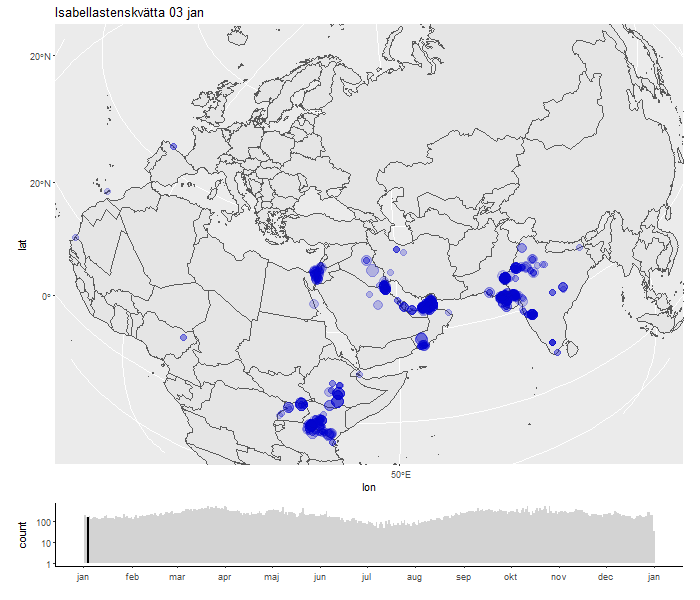 Isabellastenskvätta 03 jan
20°N
20°N
0°
lat
50°E
lon
count
100
10
1
jan feb mar apr maj jun jul aug sep okt nov dec jan